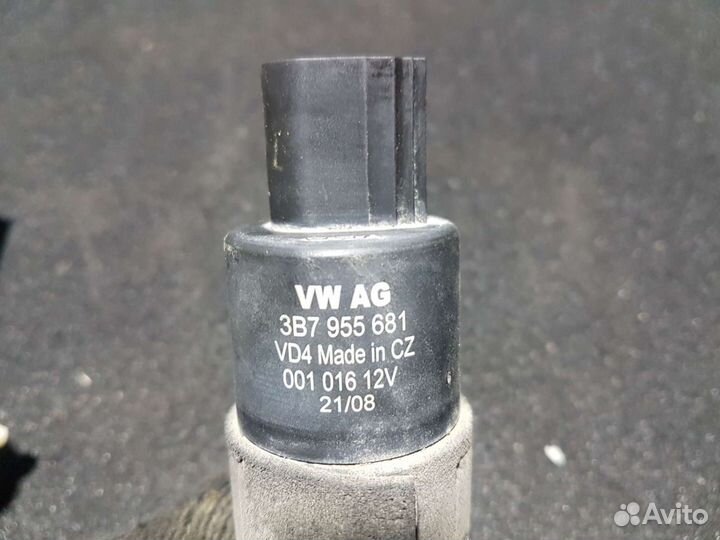 VW AG
3B7 955 681
VD4 Made in CZ
001 016 12V
21/08
Avito